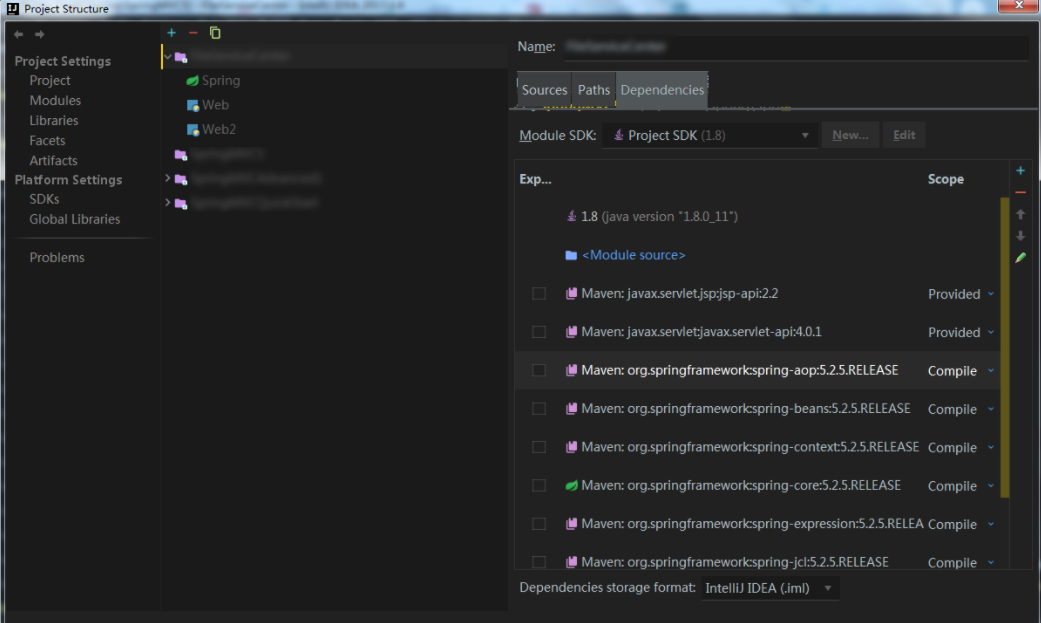 Project Structure
Project Settings
Project
Modules
Libraries
Facets
Artifacts
Platform Settings
SDKs
Global Libraries
Problems
Spring
Web
Web2
Name:
Sources Paths Dependencies
Module SDK: Project SDK (1.8) New... Edit
Exp... Scope
1.8 (java version "1.8.0_11")
<Module source>
Maven: javax.servlet.jsp:jsp-api:2.2 Provided
Maven: javax.servlet:javax.servlet-api:4.0.1 Provided
Maven: org.springframework:spring-aop:5.2.5.RELEASE Compile
Maven: org.springframework:spring-beans:5.2.5.RELEASE Compile
Maven: org.springframework:spring-context:5.2.5.RELEASE Compile
Maven: org.springframework:spring-core:5.2.5.RELEASE Compile
Maven: org.springframework:spring-expression:5.2.5.RELEA Compile
Maven: org.springframework:spring-jcl:5.2.5.RELEASE Compile
Dependencies storage format: IntelliJ IDEA (.iml)